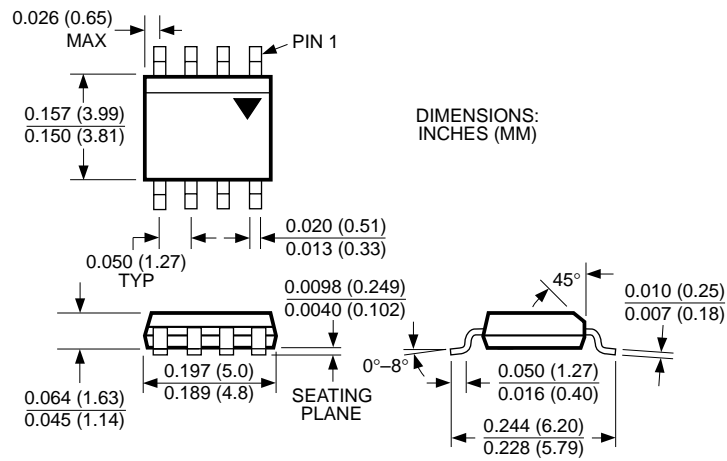 0.026 (0.65)
MAX
PIN 1
0.157 (3.99)
0.150 (3.81)
DIMENSIONS:
INCHES (MM)
0.020 (0.51)
0.013 (0.33)
0.050 (1.27)
TYP
0.0098 (0.249)
0.0040 (0.102)
45°
0.010 (0.25)
0.007 (0.18)
0°–8°
0.197 (5.0)
0.189 (4.8)
SEATING
PLANE
0.050 (1.27)
0.016 (0.40)
0.064 (1.63)
0.045 (1.14)
0.244 (6.20)
0.228 (5.79)